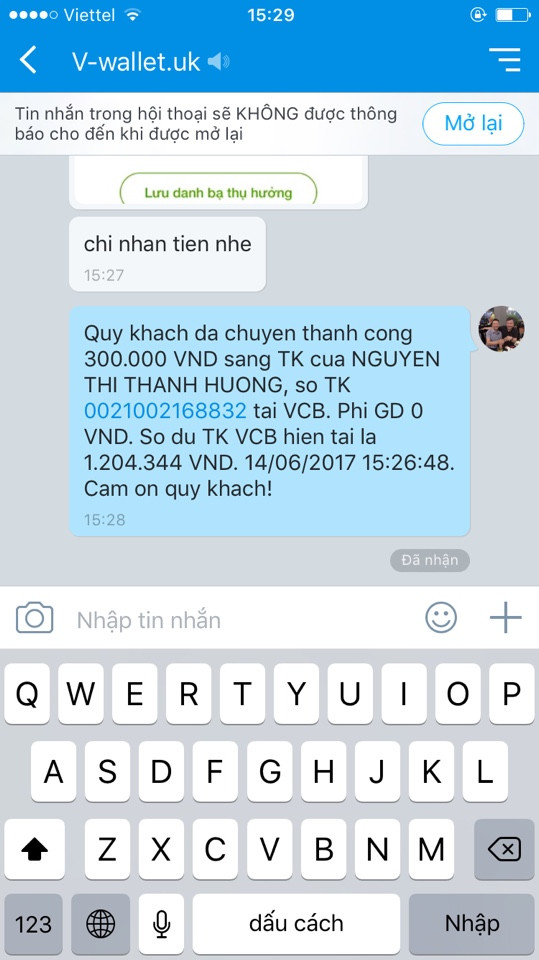 Viettel
15:29
V-wallet.uk
Tin nhắn trong hội thoại sẽ KHÔNG được thông
báo cho đến khi được mở lại
Mở lại
Lưu danh bạ thụ hưởng
chi nhan tien nhe
15:27
Quy khach da chuyen thanh cong
300.000 VND sang TK cua NGUYEN
THI THANH HUONG, so TK
0021002168832 tai VCB. Phi GD 0
VND. So du TK VCB hien tai la
1.204.344 VND. 14/06/2017 15:26:48.
Cam on quy khach!
15:28
Đã nhận
Nhập tin nhắn
Q W E R T Y U I O P
A S D F G H J K L
Z X C V B N M
123 dấu cách Nhập